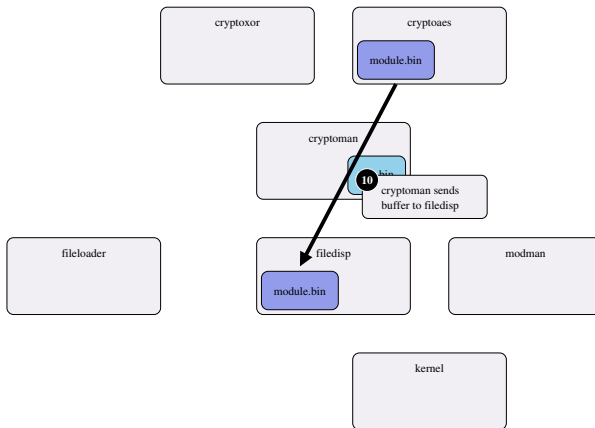 cryptoxor
cryptoaes
module.bin
cryptoman
.bin
10
cryptoman sends
buffer to filedisp
fileloader
filedisp
modman
module.bin
kernel